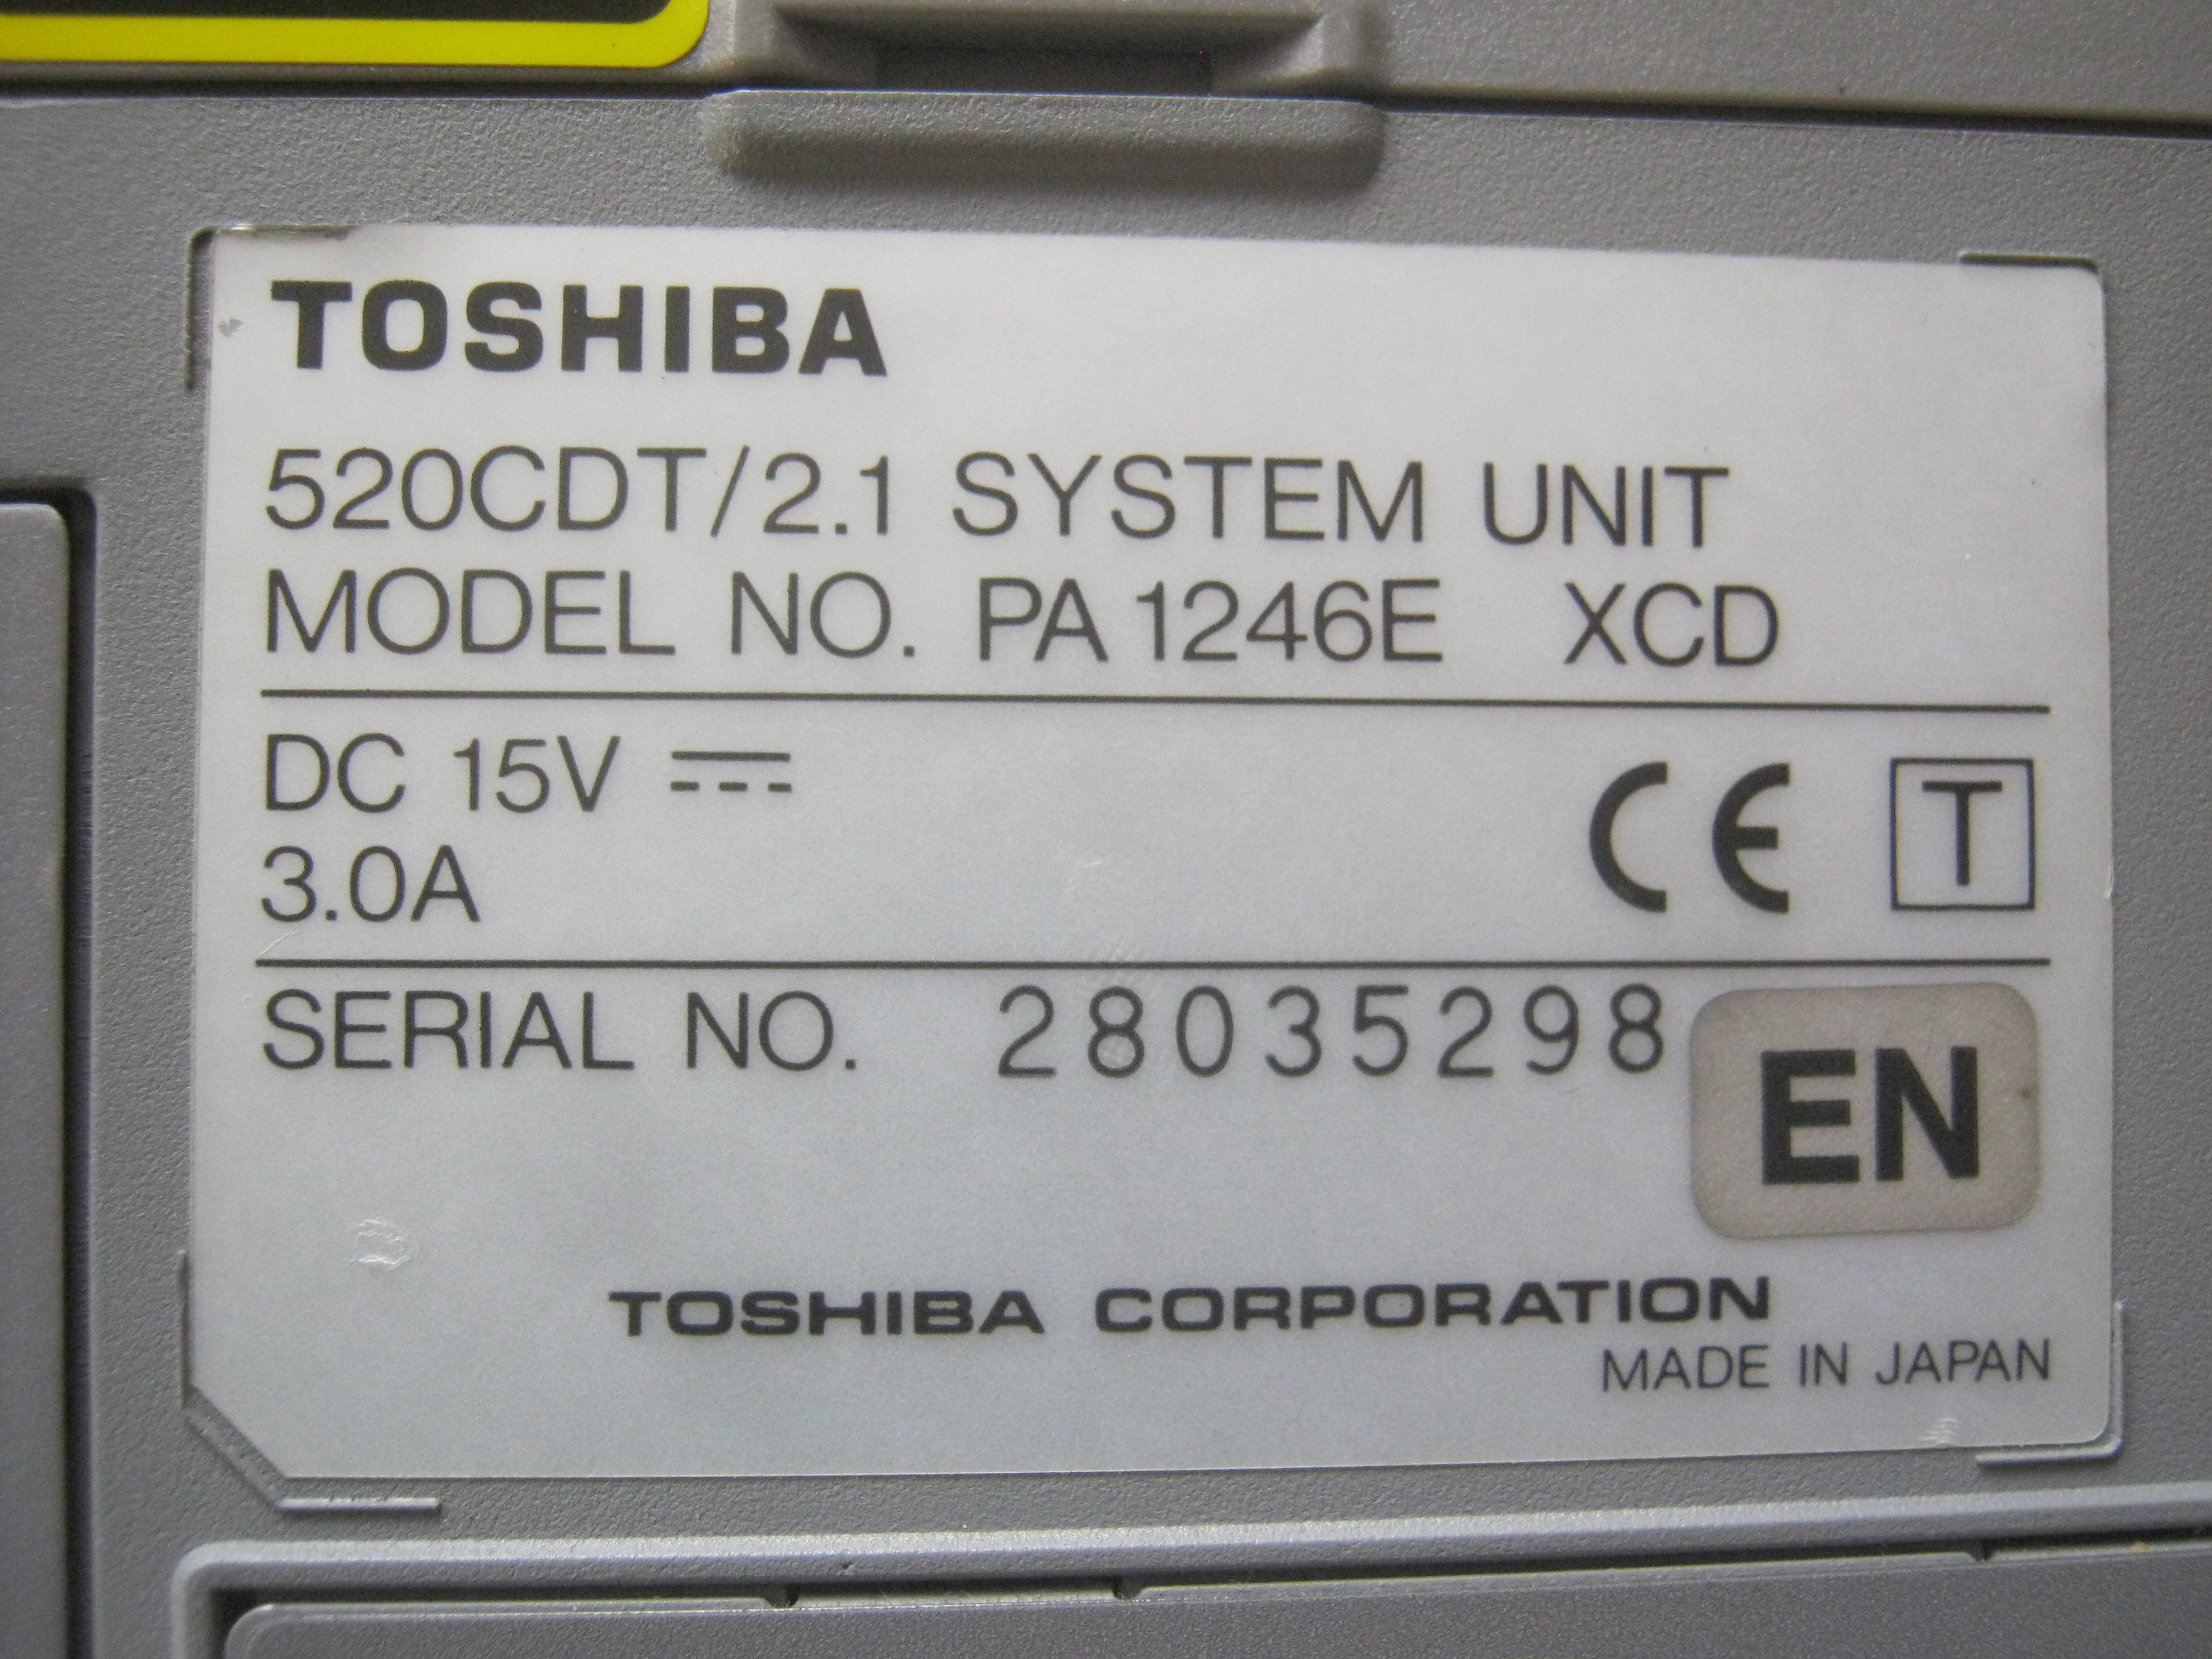 TOSHIBA
520CDT/2.1 SYSTEM UNIT
MODEL NO. PA1246E XCD
DC 15V
3.0A
CE T
SERIAL NO. 28035298
EN
TOSHIBA CORPORATION
MADE IN JAPAN